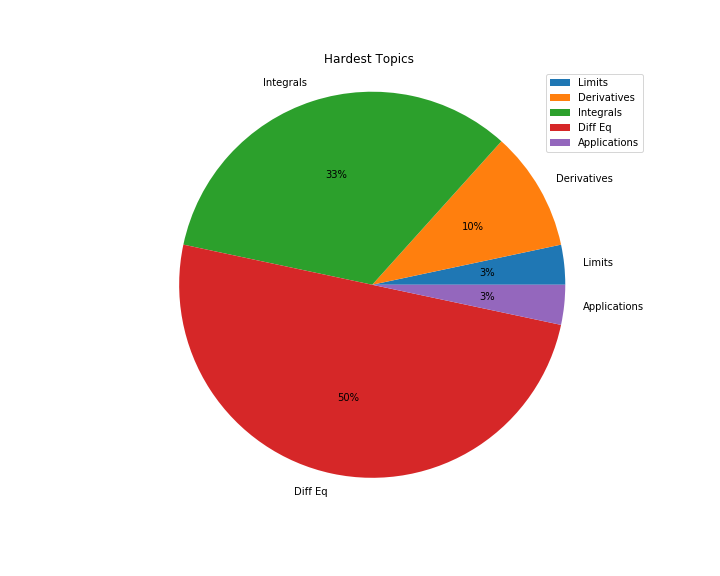 Hardest Topics
Integrals
Limits
Derivatives
Integrals
Diff Eq
Applications
33%
Derivatives
10%
Limits
3%
3%
Applications
50%
Diff Eq